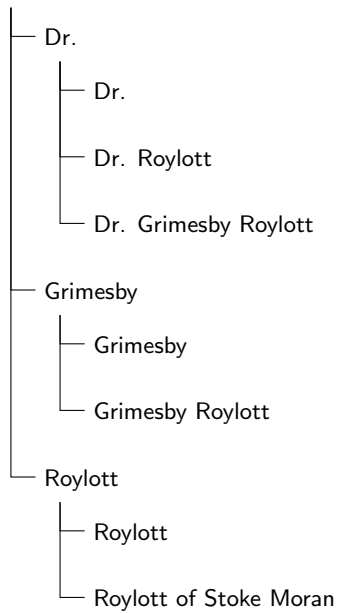 Dr.
Dr.
Dr. Roylott
Dr. Grimesby Roylott
Grimesby
Grimesby
Grimesby Roylott
Roylott
Roylott
Roylott of Stoke Moran